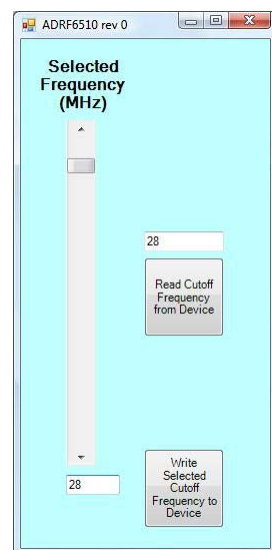 ADRF6510 rev 0
Selected
Frequency
(MHz)
28
Read Cutoff
Frequency
from Device
28
Write
Selected
Cutoff
Frequency to
Device